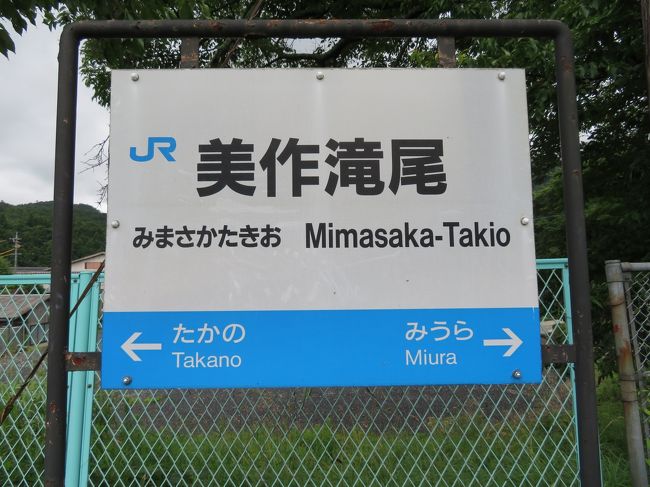 JR 美作滝尾
みまさかたきお Mimasaka-Takio
← たかの みうら →
Takano Miura